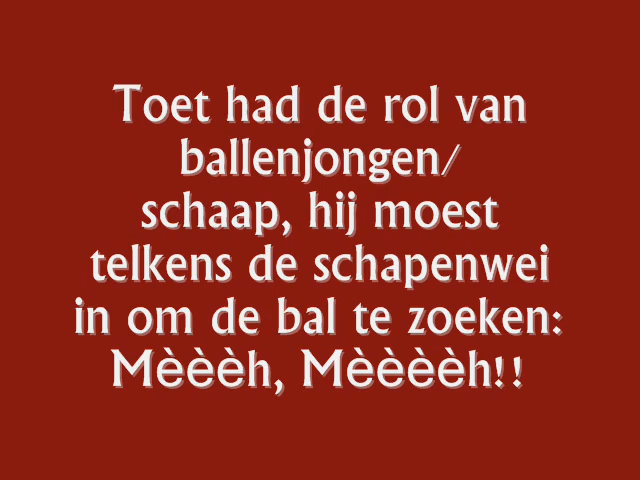 Toet had de rol van
ballenjongen/
schaap, hij moest
telkens de schapenwei
in om de bal te zoeken:
Mèèèh, Mèèèèh!!